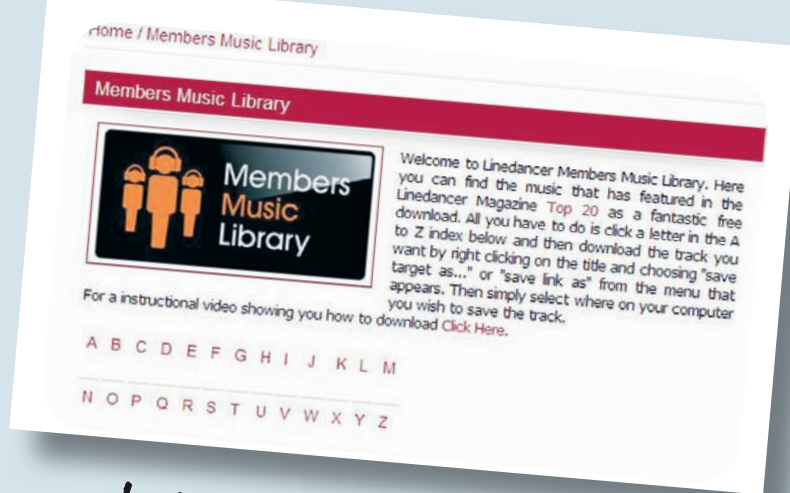 Home / Members Music Library
Members Music Library
Members
Music
Library
Welcome to Linedancer Members Music Library. Here
you can find the music that has featured in the
Linedancer Magazine Top 20 as a fantastic free
download. All you have to do is click a letter in the A
to Z index below and then download the track you
want by right clicking on the title and choosing "save
target as..." or "save link as" from the menu that
appears. Then simply select where on your computer
you wish to save the track.
For a instructional video showing you how to download Click Here.
A B C D E F G H I J K L M
N O P Q R S T U V W X Y Z